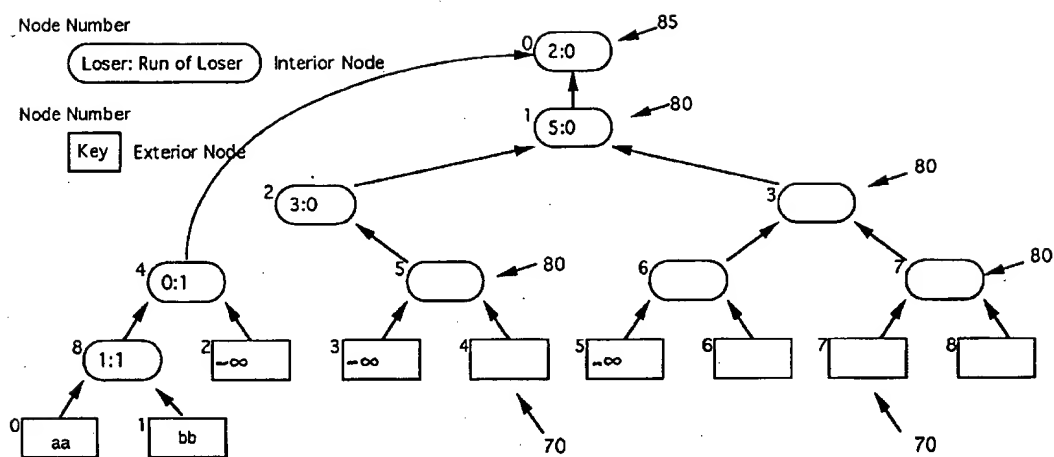 Node Number
Loser: Run of Loser Interior Node
Node Number
Key Exterior Node
0 2:0 85
1 5:0 80
2 3:0
3 80
4 0:1
5 80
6
7 80
8 1:1
2 -∞
3 -∞
4
5 -∞
6
7
8
0 aa
1 bb
70
70